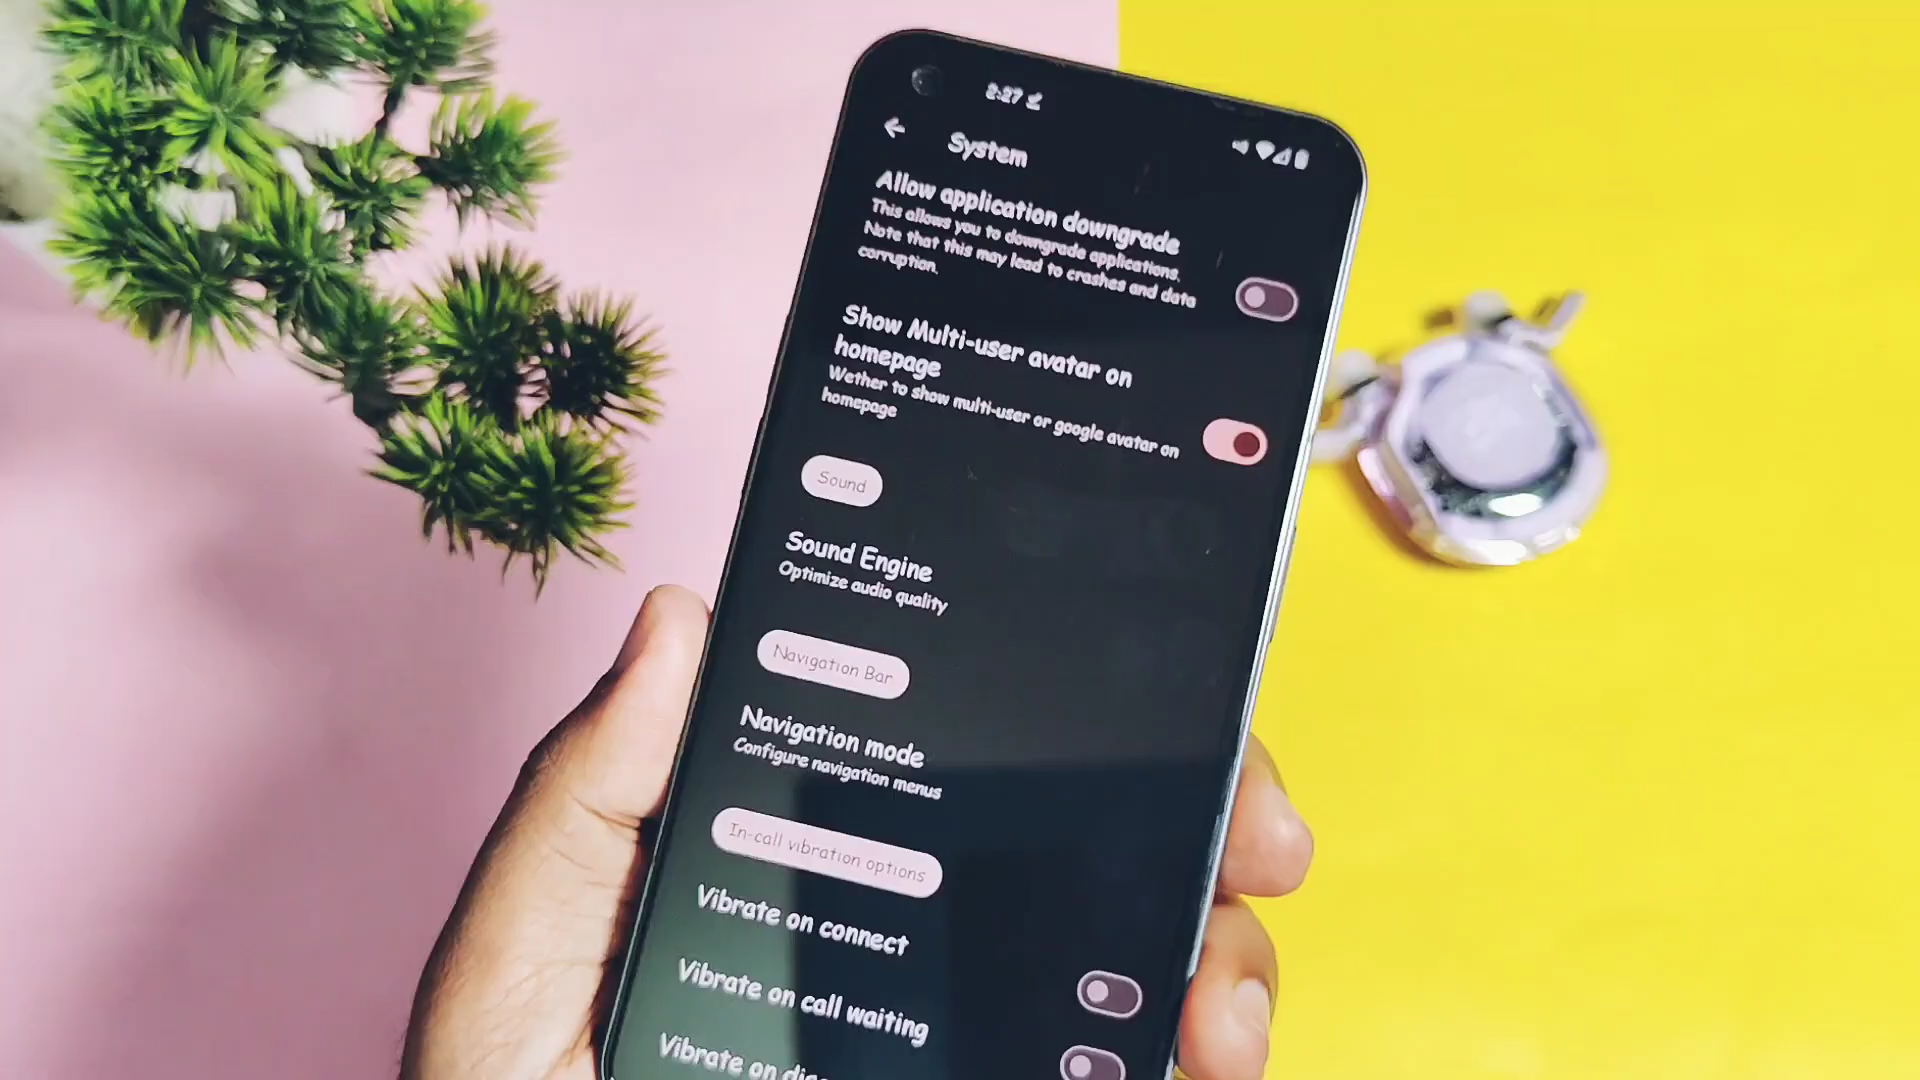 2:27
System
Allow application downgrade
This allows you to downgrade applications.
Note that this may lead to crashes and data
corruption.
Show Multi-user avatar on
homepage
Wether to show multi-user or google avatar on
homepage
Sound
Sound Engine
Optimize audio quality
Navigation Bar
Navigation mode
Configure navigation menus
In-call vibration options
Vibrate on connect
Vibrate on call waiting
Vibrate on